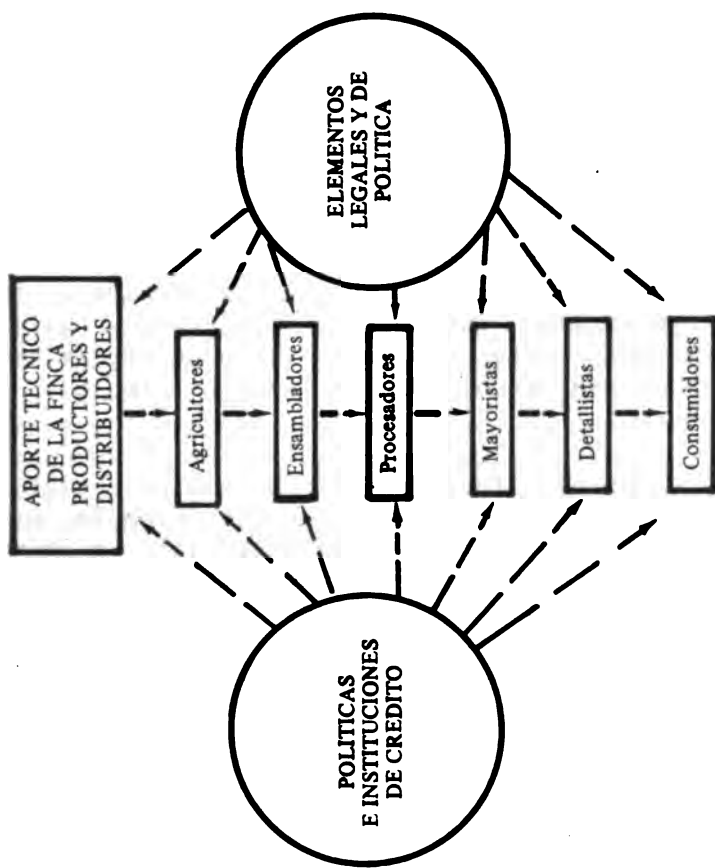 APORTE TECNICO
DE LA FINCA
PRODUCTORES Y
DISTRIBUIDORES
Agricultores
Ensambladores
Procesadores
Mayoristas
Detallistas
Consumidores
POLITICAS
E INSTITUCIONES
DE CREDITO
ELEMENTOS
LEGALES Y DE
POLITICA